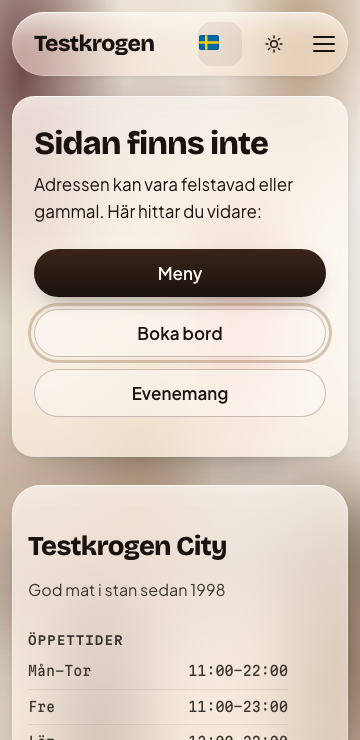 Testkrogen
Sidan finns inte
Adressen kan vara felstavad eller
gammal. Här hittar du vidare:
Meny
Boka bord
Evenemang
Testkrogen City
God mat i stan sedan 1998
ÖPPETTIDER
Mån–Tor 11:00–22:00
Fre 11:00–23:00